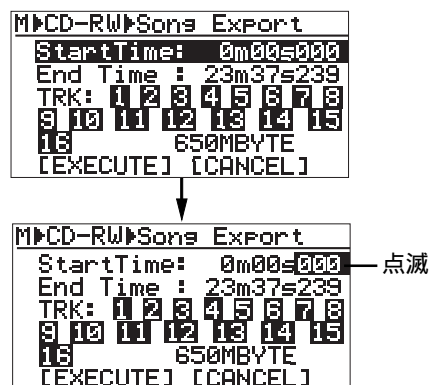 M▶CD-RW▶Song Export
StartTime: 0m00s000
End Time : 23m37s239
TRK: 1 2 3 4 5 6 7 8
9 10 11 12 13 14 15
16 650MBYTE
[EXECUTE] [CANCEL]
M▶CD-RW▶Song Export
StartTime: 0m00s000 点滅
End Time : 23m37s239
TRK: 1 2 3 4 5 6 7 8
9 10 11 12 13 14 15
16 650MBYTE
[EXECUTE] [CANCEL]